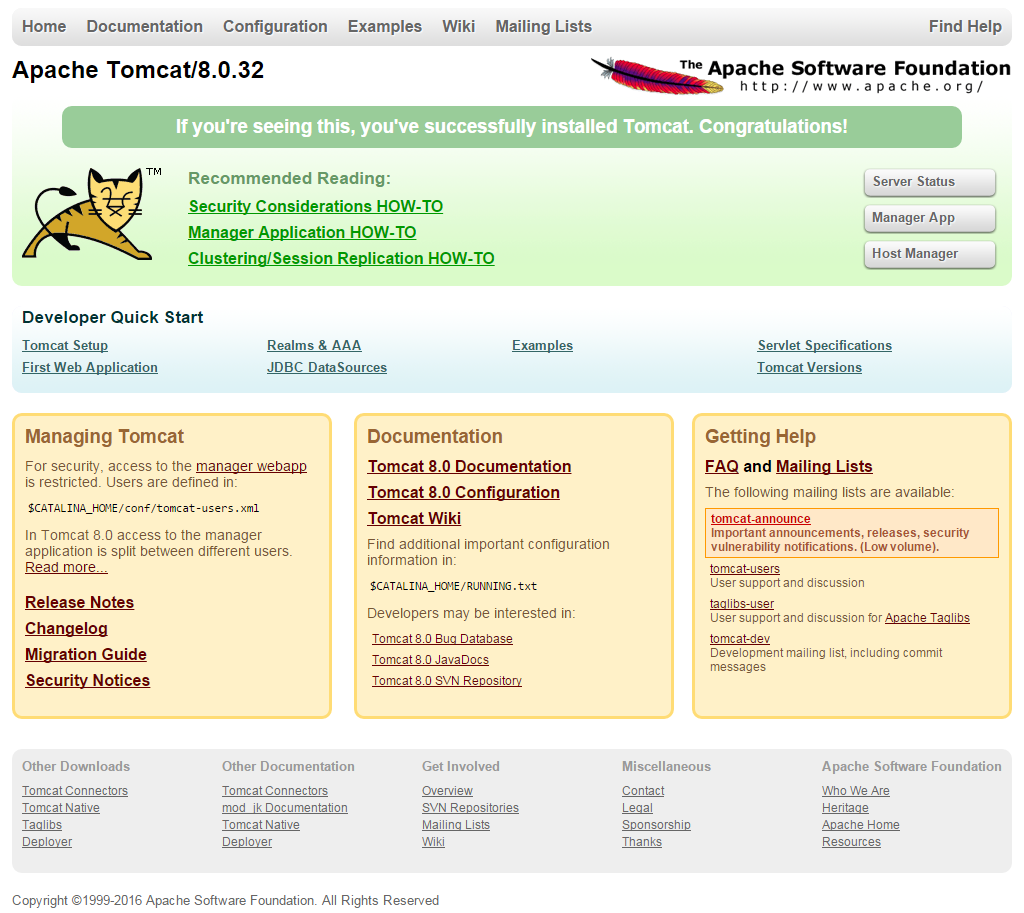 Home Documentation Configuration Examples Wiki Mailing Lists Find Help
Apache Tomcat/8.0.32
The Apache Software Foundation
http://www.apache.org/
If you're seeing this, you've successfully installed Tomcat. Congratulations!
TM
Recommended Reading:
Security Considerations HOW-TO
Manager Application HOW-TO
Clustering/Session Replication HOW-TO
Server Status
Manager App
Host Manager
Developer Quick Start
Tomcat Setup
First Web Application
Realms & AAA
JDBC DataSources
Examples
Servlet Specifications
Tomcat Versions
Managing Tomcat
For security, access to the manager webapp
is restricted. Users are defined in:
$CATALINA_HOME/conf/tomcat-users.xml
In Tomcat 8.0 access to the manager
application is split between different users.
Read more...
Release Notes
Changelog
Migration Guide
Security Notices
Documentation
Tomcat 8.0 Documentation
Tomcat 8.0 Configuration
Tomcat Wiki
Find additional important configuration
information in:
$CATALINA_HOME/RUNNING.txt
Developers may be interested in:
Tomcat 8.0 Bug Database
Tomcat 8.0 JavaDocs
Tomcat 8.0 SVN Repository
Getting Help
FAQ and Mailing Lists
The following mailing lists are available:
tomcat-announce
Important announcements, releases, security
vulnerability notifications. (Low volume).
tomcat-users
User support and discussion
taglibs-user
User support and discussion for Apache Taglibs
tomcat-dev
Development mailing list, including commit
messages
Other Downloads
Tomcat Connectors
Tomcat Native
Taglibs
Deployer
Other Documentation
Tomcat Connectors
mod_jk Documentation
Tomcat Native
Deployer
Get Involved
Overview
SVN Repositories
Mailing Lists
Wiki
Miscellaneous
Contact
Legal
Sponsorship
Thanks
Apache Software Foundation
Who We Are
Heritage
Apache Home
Resources
Copyright ©1999-2016 Apache Software Foundation. All Rights Reserved